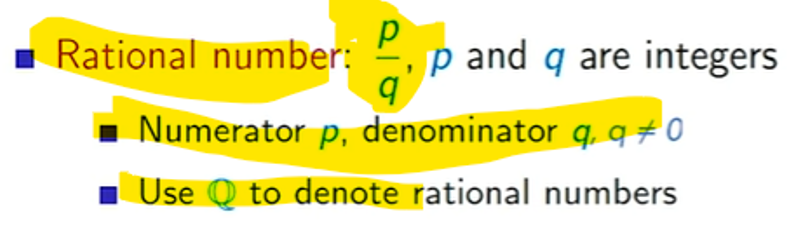 Rational number: p/q, p and q are integers
Numerator p, denominator q, q ≠ 0
Use ℚ to denote rational numbers